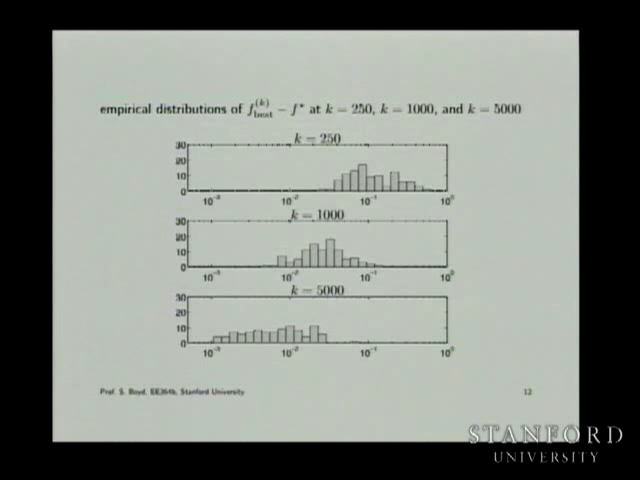 empirical distributions of f_best^(k) − f* at k = 250, k = 1000, and k = 5000
k = 250
30
20
10
0
10^-3 10^-2 10^-1 10^0
k = 1000
30
20
10
0
10^-3 10^-2 10^-1 10^0
k = 5000
30
20
10
0
10^-3 10^-2 10^-1 10^0
Prof. S. Boyd, EE364b, Stanford University 12
STANFORD
UNIVERSITY